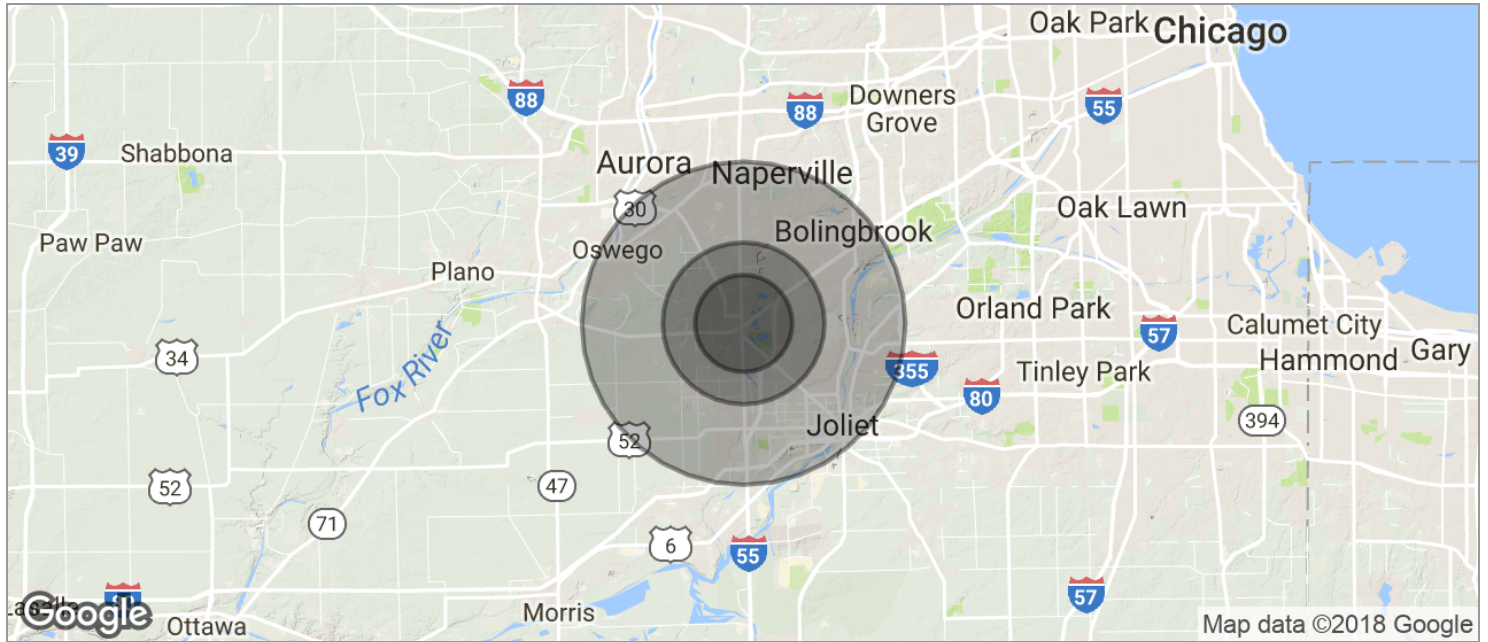 Oak Park
Chicago
88
88
Downers
Grove
55
39
Shabbona
Aurora
Naperville
30
Oak Lawn
Paw Paw
Oswego
Bolingbrook
Plano
Orland Park
57
Calumet City
34
Fox River
355
Tinley Park
Hammond
Gary
80
394
Joliet
52
52
47
71
6
55
57
Google
Ottawa
Morris
Map data ©2018 Google